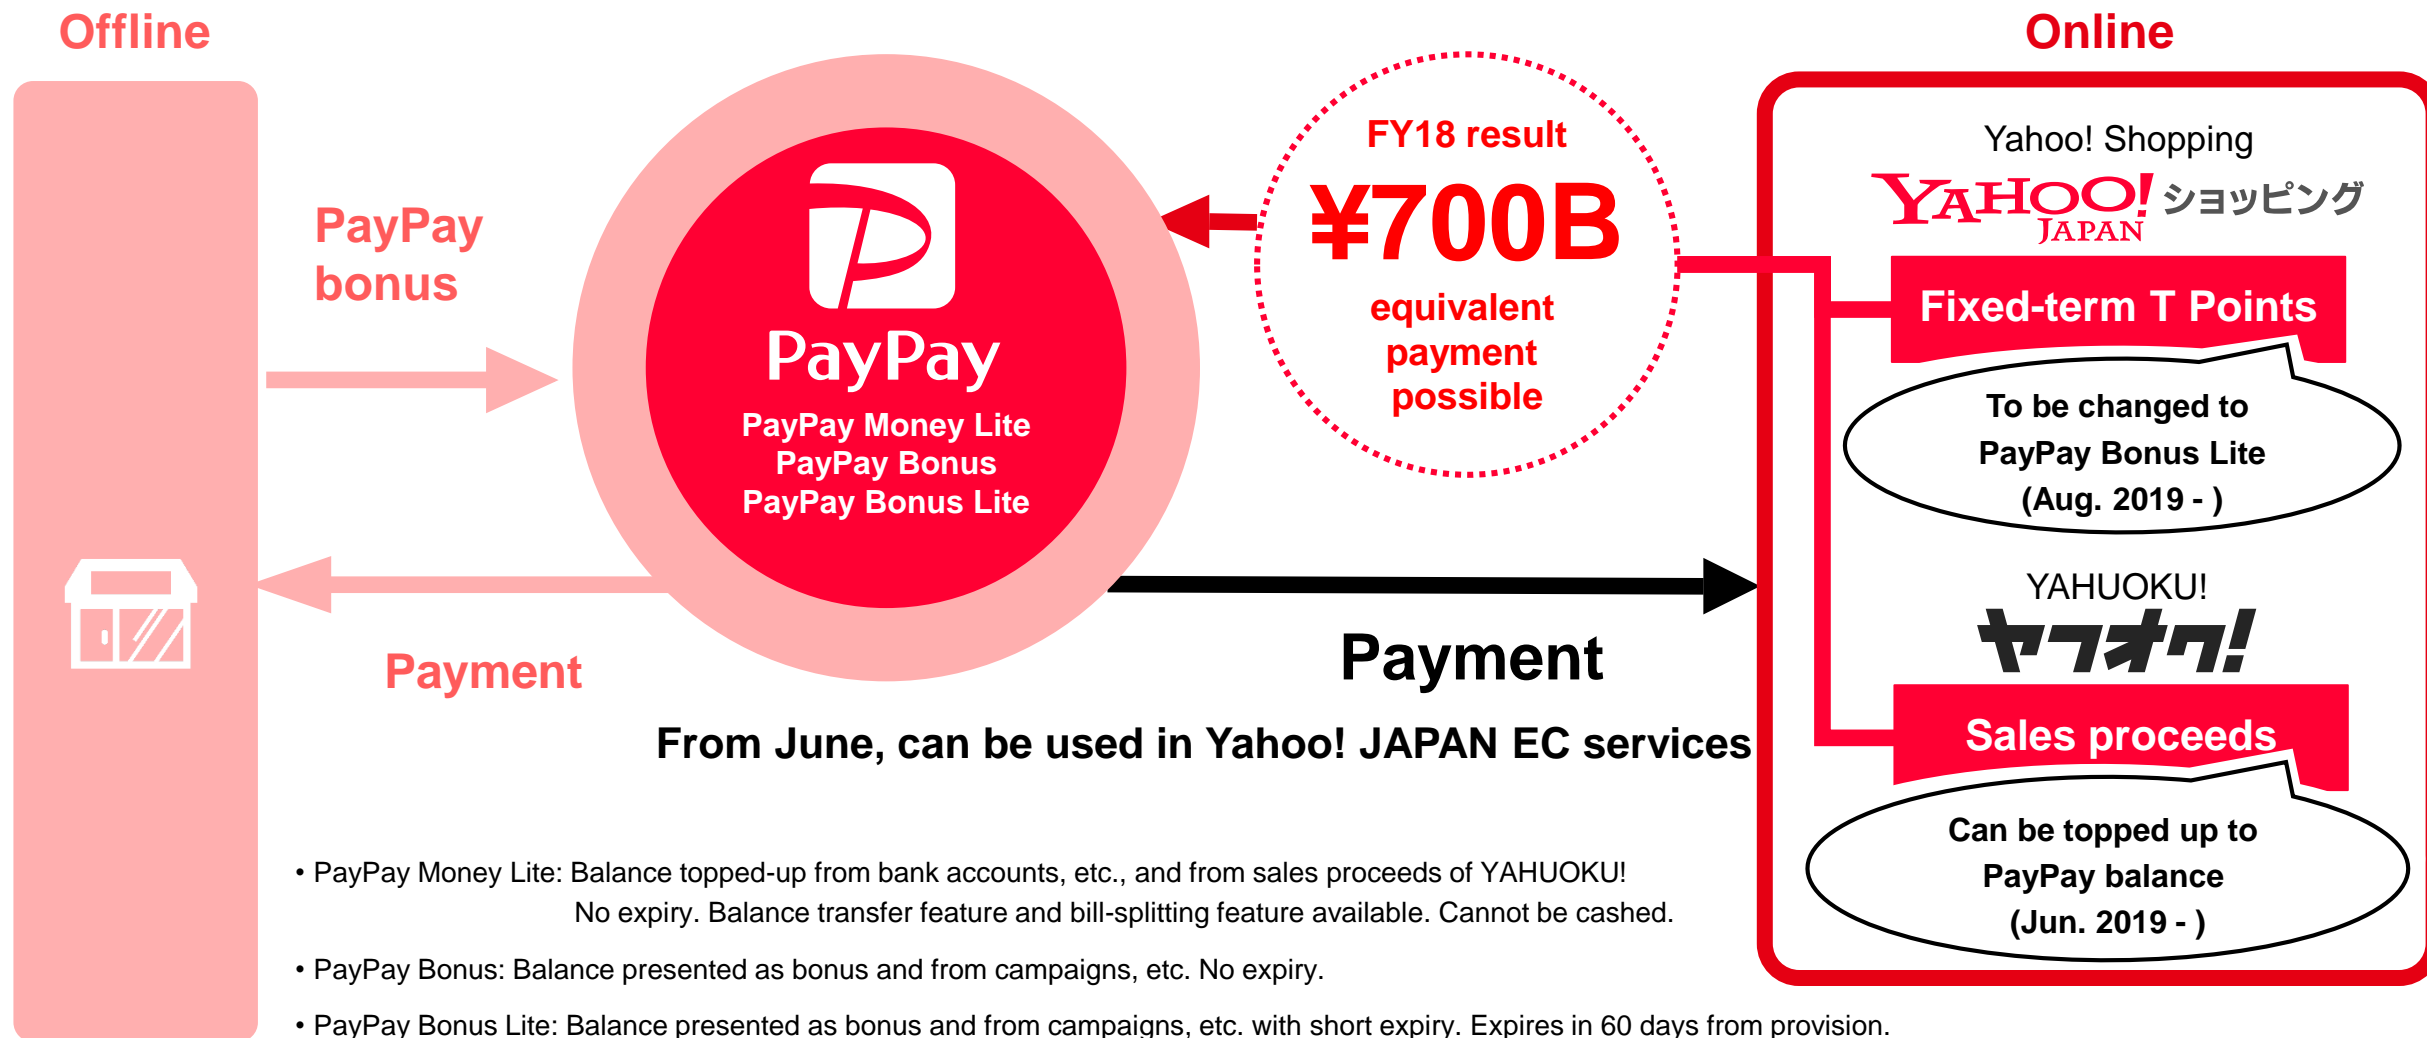 Offline
Online
PayPay
bonus
PayPay
PayPay Money Lite
PayPay Bonus
PayPay Bonus Lite
Payment
FY18 result
¥700B
equivalent
payment
possible
Payment
From June, can be used in Yahoo! JAPAN EC services
Yahoo! Shopping
YAHOO! JAPAN ショッピング
Fixed-term T Points
To be changed to
PayPay Bonus Lite
(Aug. 2019 - )
YAHUOKU!
ヤフオク!
Sales proceeds
Can be topped up to
PayPay balance
(Jun. 2019 - )
• PayPay Money Lite: Balance topped-up from bank accounts, etc., and from sales proceeds of YAHUOKU!
No expiry. Balance transfer feature and bill-splitting feature available. Cannot be cashed.
• PayPay Bonus: Balance presented as bonus and from campaigns, etc. No expiry.
• PayPay Bonus Lite: Balance presented as bonus and from campaigns, etc. with short expiry. Expires in 60 days from provision.